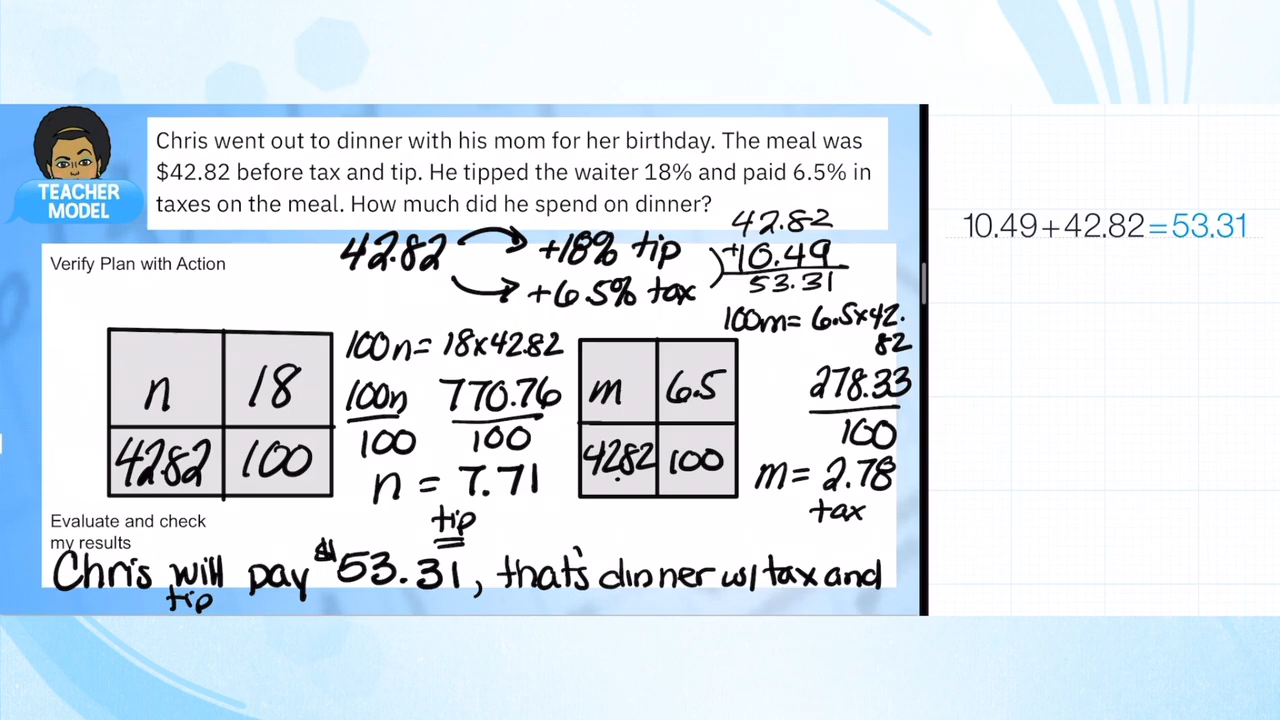 Chris went out to dinner with his mom for her birthday. The meal was
$42.82 before tax and tip. He tipped the waiter 18% and paid 6.5% in
taxes on the meal. How much did he spend on dinner?
TEACHER
MODEL
Verify Plan with Action
42.82
+18% tip
+6.5% tax
42.82
+10.49
53.31
n
18
42.82
100
100n = 18x42.82
100n
100
770.76
100
n = 7.71
tip
m
6.5
42.82
100
100m = 6.5x42.
82
278.33
100
m = 2.78
tax
Evaluate and check
my results
Chris will pay $53.31, that's dinner w/ tax and
tip
10.49+42.82=53.31